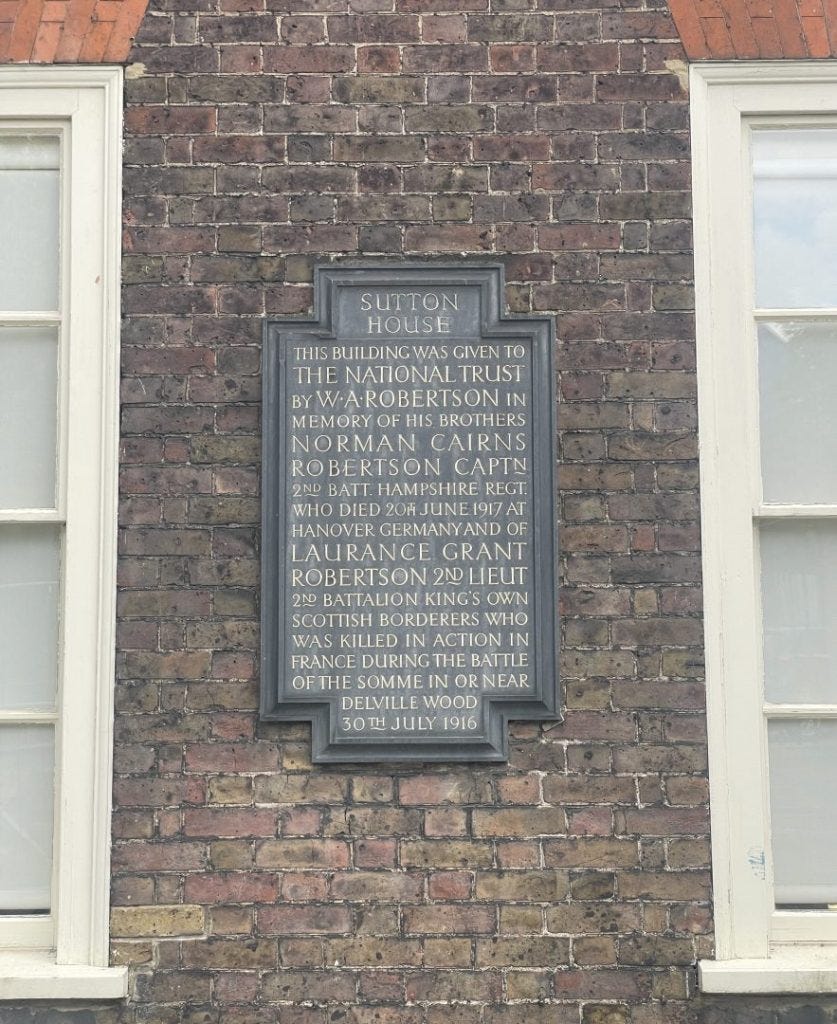 SUTTON
HOUSE
THIS BUILDING WAS GIVEN TO
THE NATIONAL TRUST
BY W·A·ROBERTSON IN
MEMORY OF HIS BROTHERS
NORMAN CAIRNS
ROBERTSON CAPTN
2ND BATT. HAMPSHIRE REGT.
WHO DIED 20TH JUNE 1917 AT
HANOVER GERMANY AND OF
LAURANCE GRANT
ROBERTSON 2ND LIEUT
2ND BATTALION KING'S OWN
SCOTTISH BORDERERS WHO
WAS KILLED IN ACTION IN
FRANCE DURING THE BATTLE
OF THE SOMME IN OR NEAR
DELVILLE WOOD
30TH JULY 1916